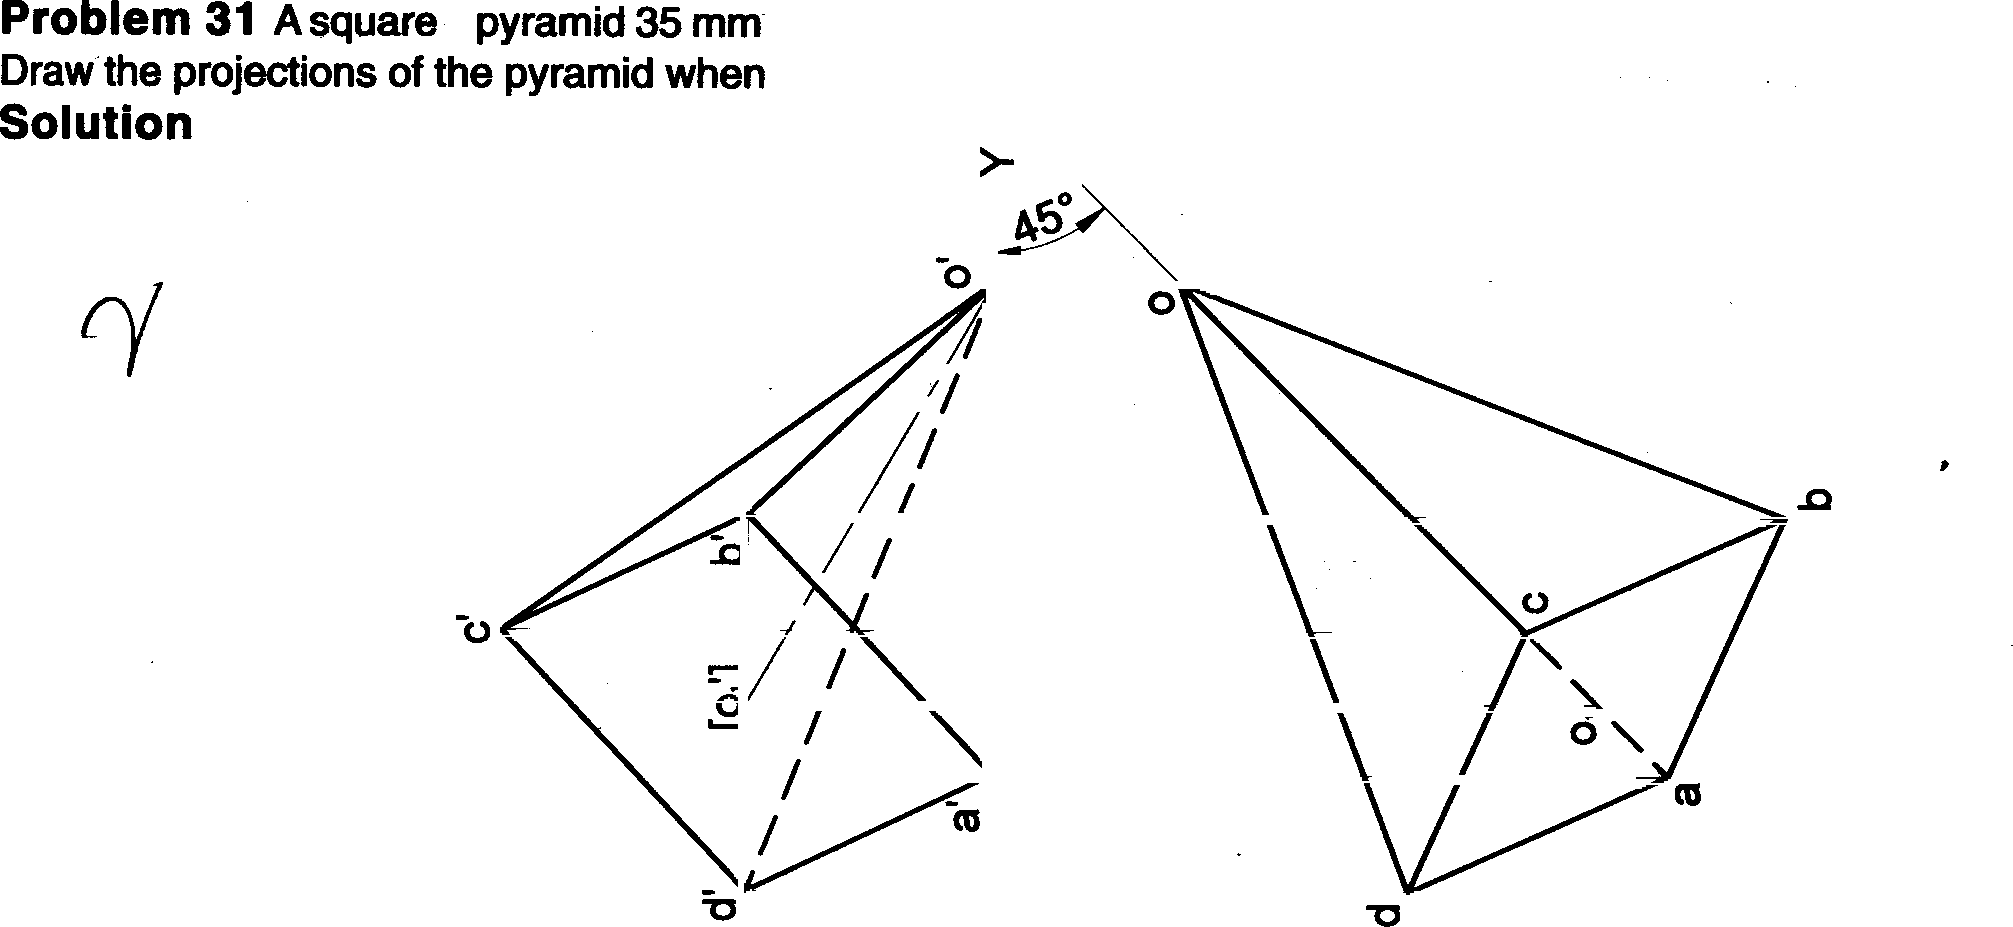 Problem 31 A square pyramid 35 mm
Draw the projections of the pyramid when
Solution
Y
45°
o'
o
b'
b
c'
c
[o₁']
o₁
a'
a
d'
d